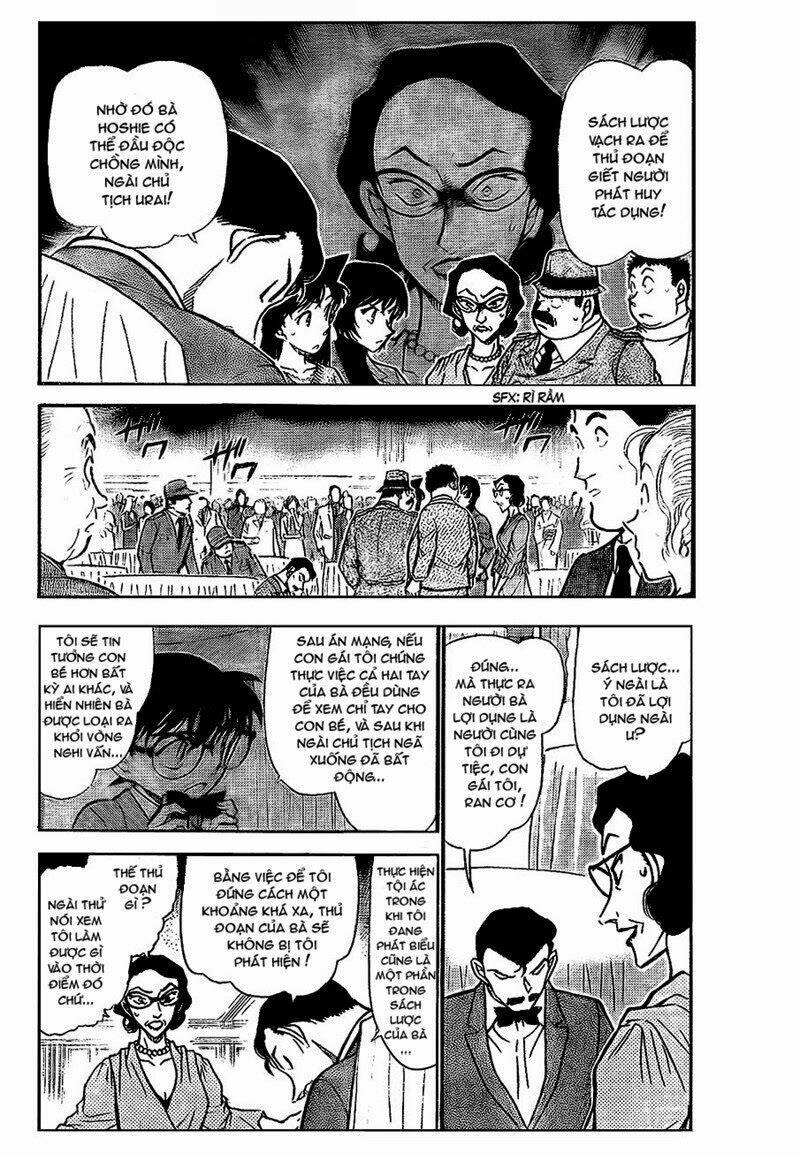 SÁCH LƯỢC
VẠCH RA ĐỂ
THỦ ĐOẠN
GIẾT NGƯỜI
PHÁT HUY
TÁC DỤNG!
NHỜ ĐÓ BÀ
HOSHIE CÓ
THỂ ĐẦU ĐỘC
CHỒNG MÌNH,
NGÀI CHỦ
TỊCH URAI!
SFX: RÌ RẦM
SÁCH LƯỢC...
Ý NGÀI LÀ
TÔI ĐÃ LỢI
DỤNG NGÀI
Ư?
ĐÚNG..
MÀ THỰC RA
NGƯỜI BÀ
LỢI DỤNG LÀ
NGƯỜI CÙNG
TÔI ĐI DỰ
TIỆC, CON
GÁI TÔI,
RAN CƠ!
SAU ÁN MẠNG, NẾU
CON GÁI TÔI CHỨNG
THỰC VIỆC CẢ HAI TAY
CỦA BÀ ĐỀU DÙNG
ĐỂ XEM CHỈ TAY CHO
CON BÉ, VÀ SAU KHI
NGÀI CHỦ TỊCH NGÃ
XUỐNG ĐÃ BẤT
ĐỘNG..
TÔI SẼ TIN
TƯỞNG CON
BÉ HƠN BẤT
KỲ AI KHÁC, VÀ
HIỂN NHIÊN BÀ
ĐƯỢC LOẠI RA
KHỎI VÒNG
NGHI VẤN...
THỰC HIỆN
TỘI ÁC
TRONG
KHI TÔI
ĐANG
PHÁT BIỂU
CŨNG LÀ
MỘT PHẦN
TRONG
SÁCH
LƯỢC
CỦA BÀ
...
BẰNG VIỆC ĐỂ TÔI
ĐỨNG CÁCH MỘT
KHOẢNG KHÁ XA, THỦ
ĐOẠN CỦA BÀ SẼ
KHÔNG BỊ TÔI
PHÁT HIỆN!
THẾ THỦ
ĐOẠN
GÌ?
NGÀI THỬ
NÓI XEM
TÔI LÀM
ĐƯỢC GÌ
VÀO THỜI
ĐIỂM ĐÓ
CHỨ...